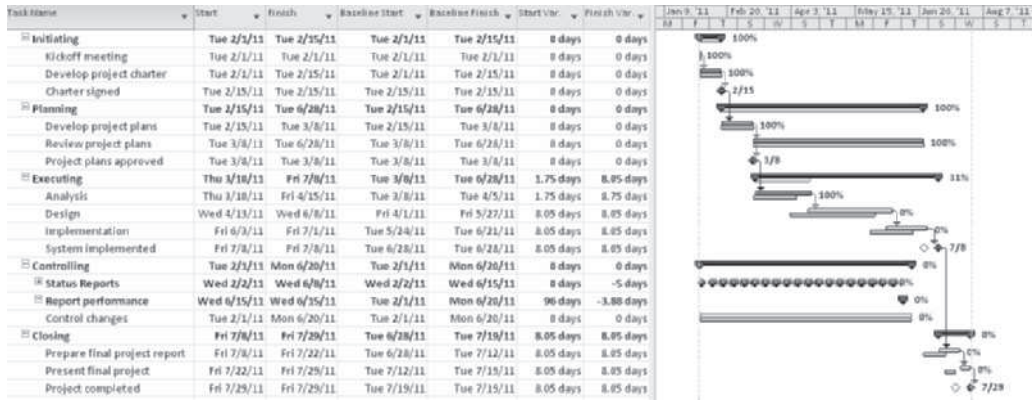 Task Name Start Finish Baseline Start Baseline Finish Start Var. Finish Var. Jan 9, '11 Feb 20, '11 Apr 3, '11 May 15, '11 Jun 26, '11 Aug 7, '11
M F T S W M F T S W M F S T
Initiating Tue 2/1/11 Tue 2/15/11 Tue 2/1/11 Tue 2/15/11 0 days 0 days 100%
Kickoff meeting Tue 2/1/11 Tue 2/1/11 Tue 2/1/11 Tue 2/1/11 0 days 0 days 100%
Develop project charter Tue 2/1/11 Tue 2/15/11 Tue 2/1/11 Tue 2/15/11 0 days 0 days 100%
Charter signed Tue 2/15/11 Tue 2/15/11 Tue 2/15/11 Tue 2/15/11 0 days 0 days 2/15
Planning Tue 2/15/11 Tue 6/28/11 Tue 2/15/11 Tue 6/28/11 0 days 0 days 100%
Develop project plans Tue 2/15/11 Tue 3/8/11 Tue 2/15/11 Tue 3/8/11 0 days 0 days 100%
Review project plans Tue 3/8/11 Tue 6/28/11 Tue 3/8/11 Tue 6/28/11 0 days 0 days 100%
Project plans approved Tue 3/8/11 Tue 3/8/11 Tue 3/8/11 Tue 3/8/11 0 days 0 days 3/8
Executing Thu 3/10/11 Fri 7/8/11 Tue 3/8/11 Tue 6/28/11 1.75 days 8.05 days 31%
Analysis Thu 3/10/11 Fri 4/15/11 Tue 3/8/11 Tue 4/5/11 1.75 days 8.75 days 100%
Design Wed 4/13/11 Wed 6/8/11 Fri 4/1/11 Fri 5/27/11 8.05 days 8.05 days 0%
Implementation Fri 6/3/11 Fri 7/1/11 Tue 5/24/11 Tue 6/21/11 8.05 days 8.05 days 0%
System implemented Fri 7/8/11 Fri 7/8/11 Tue 6/28/11 Tue 6/28/11 8.05 days 8.05 days 7/8
Controlling Tue 2/1/11 Mon 6/20/11 Tue 2/1/11 Mon 6/20/11 0 days 0 days 0%
Status Reports Wed 2/2/11 Wed 6/8/11 Wed 2/2/11 Wed 6/15/11 0 days -5 days 0%
Report performance Wed 6/15/11 Wed 6/15/11 Tue 2/1/11 Mon 6/20/11 96 days -3.88 days 0%
Control changes Tue 2/1/11 Mon 6/20/11 Tue 2/1/11 Mon 6/20/11 0 days 0 days 0%
Closing Fri 7/8/11 Fri 7/29/11 Tue 6/28/11 Tue 7/19/11 8.05 days 8.05 days 0%
Prepare final project report Fri 7/8/11 Fri 7/22/11 Tue 6/28/11 Tue 7/12/11 8.05 days 8.05 days 0%
Present final project Fri 7/22/11 Fri 7/29/11 Tue 7/12/11 Tue 7/19/11 8.05 days 8.05 days 0%
Project completed Fri 7/29/11 Fri 7/29/11 Tue 7/19/11 Tue 7/19/11 8.05 days 8.05 days 7/29